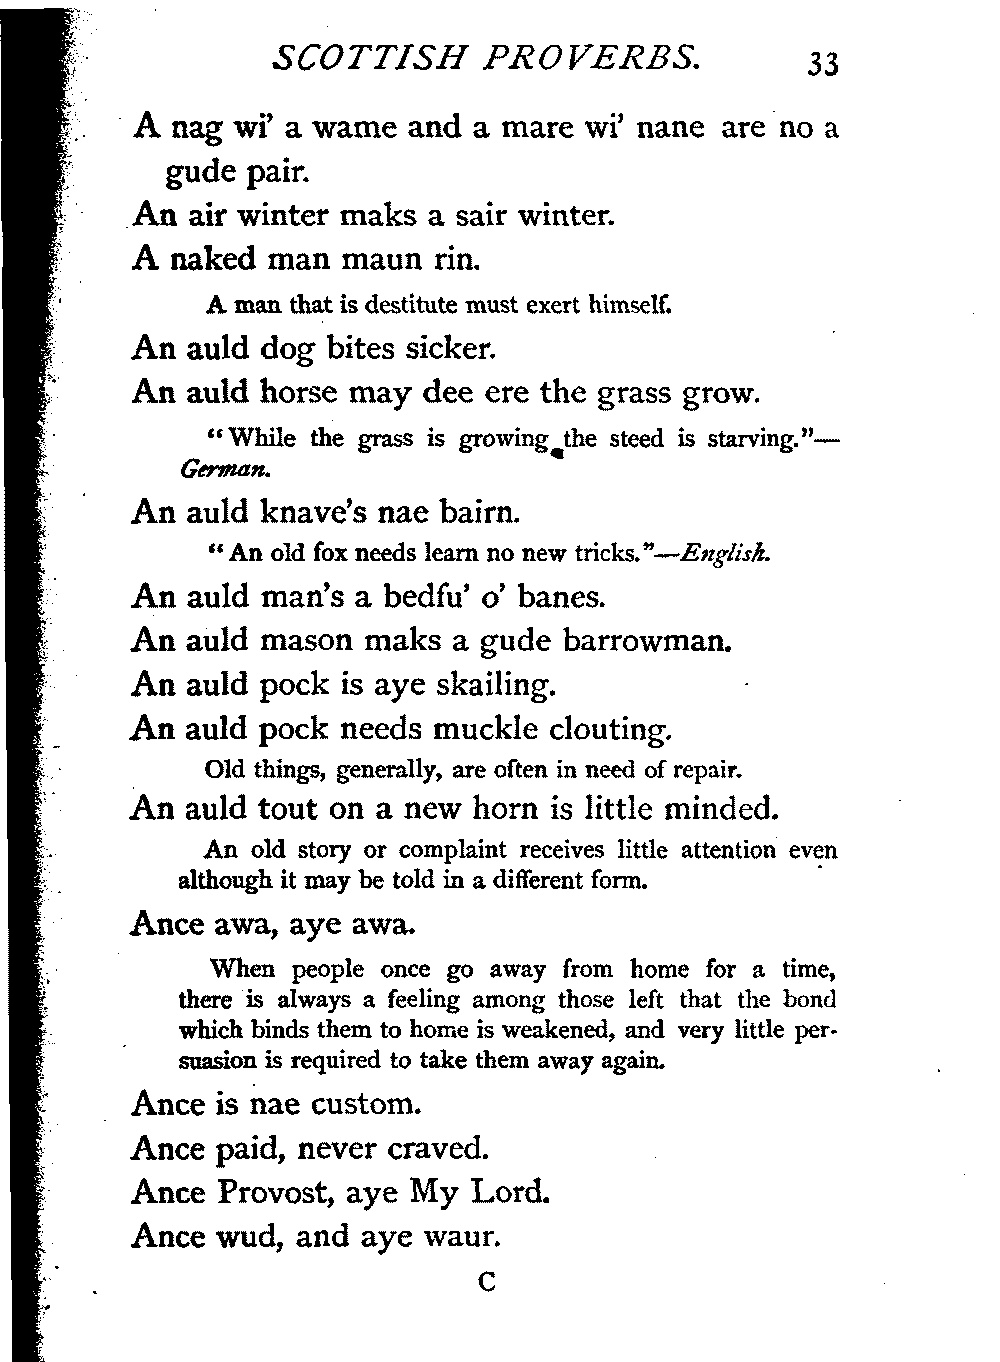 SCOTTISH PROVERBS. 33
A nag wi' a wame and a mare wi' nane are no a
gude pair.
An air winter maks a sair winter.
A naked man maun rin.
A man that is destitute must exert himself.
An auld dog bites sicker.
An auld horse may dee ere the grass grow.
"While the grass is growing the steed is starving."—
German.
An auld knave's nae bairn.
"An old fox needs learn no new tricks."—English.
An auld man's a bedfu' o' banes.
An auld mason maks a gude barrowman.
An auld pock is aye skailing.
An auld pock needs muckle clouting.
Old things, generally, are often in need of repair.
An auld tout on a new horn is little minded.
An old story or complaint receives little attention even
although it may be told in a different form.
Ance awa, aye awa.
When people once go away from home for a time,
there is always a feeling among those left that the bond
which binds them to home is weakened, and very little per-
suasion is required to take them away again.
Ance is nae custom.
Ance paid, never craved.
Ance Provost, aye My Lord.
Ance wud, and aye waur.
C